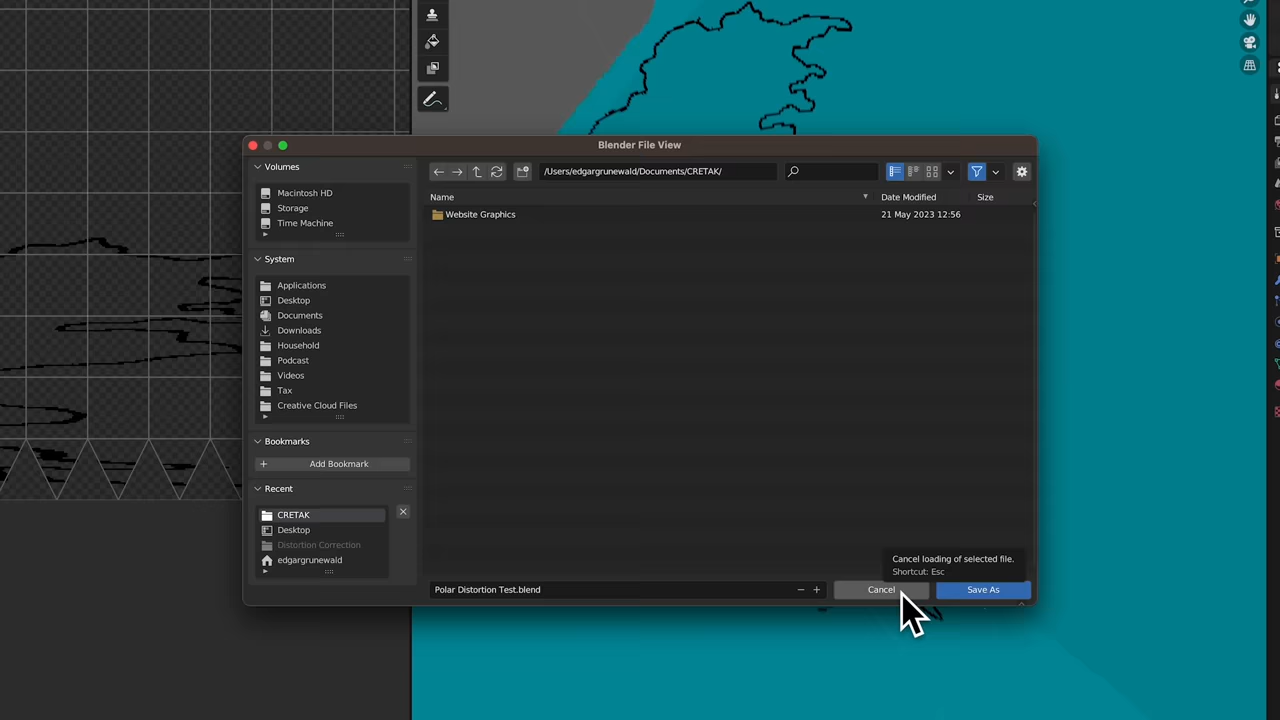 Blender File View
Volumes
/Users/edgargrunewald/Documents/CRETAK/
Macintosh HD
Storage
Time Machine
Name
Date Modified
Size
Website Graphics
21 May 2023 12:56
System
Applications
Desktop
Documents
Downloads
Household
Podcast
Videos
Tax
Creative Cloud Files
Bookmarks
Add Bookmark
Recent
CRETAK
Desktop
Distortion Correction
edgargrunewald
Cancel loading of selected file.
Shortcut: Esc
Polar Distortion Test.blend
Cancel
Save As